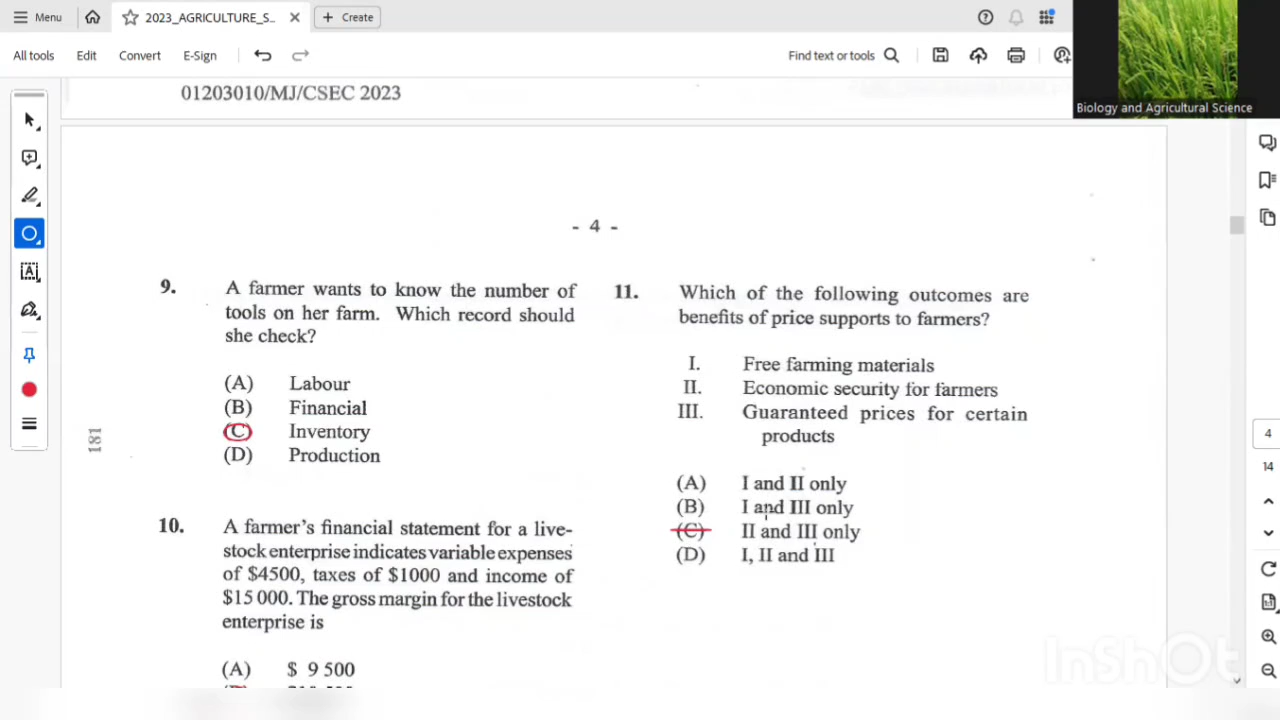 Menu
2023_AGRICULTURE_S...
Create
All tools
Edit
Convert
E-Sign
Find text or tools
Biology and Agricultural Science
01203010/MJ/CSEC 2023
- 4 -
9. A farmer wants to know the number of
tools on her farm. Which record should
she check?
(A) Labour
(B) Financial
(C) Inventory
(D) Production
181
10. A farmer's financial statement for a live-
stock enterprise indicates variable expenses
of $4500, taxes of $1000 and income of
$15 000. The gross margin for the livestock
enterprise is
(A) $ 9 500
11. Which of the following outcomes are
benefits of price supports to farmers?
I. Free farming materials
II. Economic security for farmers
III. Guaranteed prices for certain
products
(A) I and II only
(B) I and III only
(C) II and III only
(D) I, II and III
4
14
InShOt